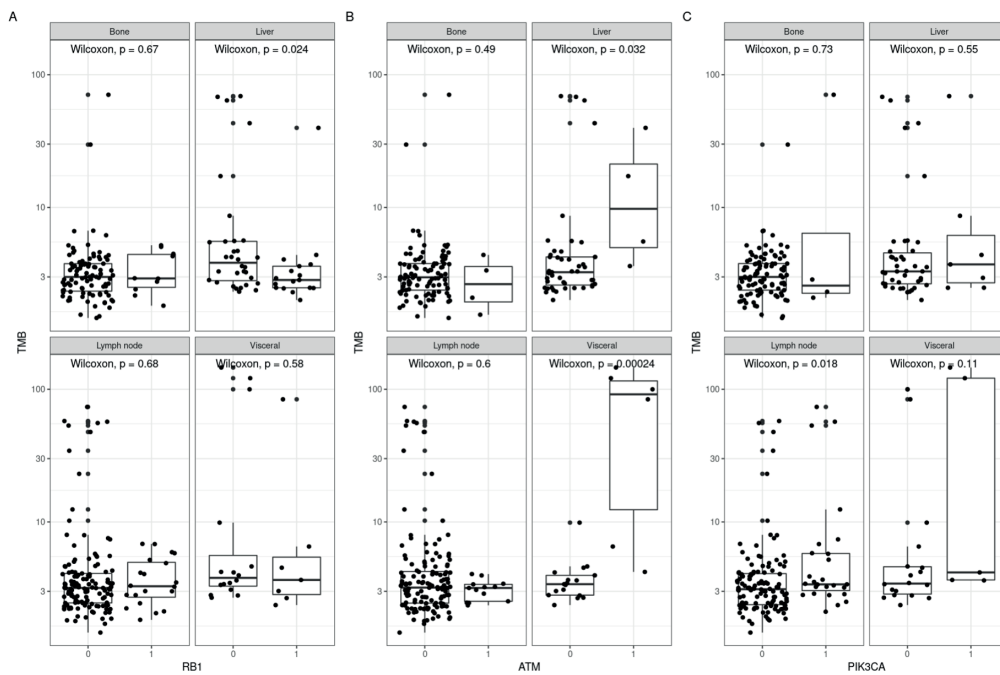 A
B
C
Bone
Liver
Bone
Liver
Bone
Liver
Wilcoxon, p = 0.67
Wilcoxon, p = 0.024
Wilcoxon, p = 0.49
Wilcoxon, p = 0.032
Wilcoxon, p = 0.73
Wilcoxon, p = 0.55
100
30
10
3
100
30
10
3
100
30
10
3
TMB
TMB
TMB
Lymph node
Visceral
Lymph node
Visceral
Lymph node
Visceral
Wilcoxon, p = 0.68
Wilcoxon, p = 0.58
Wilcoxon, p = 0.6
Wilcoxon, p = 0.00024
Wilcoxon, p = 0.018
Wilcoxon, p = 0.11
100
30
10
3
100
30
10
3
100
30
10
3
0
1
0
1
0
1
0
1
0
1
0
1
RB1
ATM
PIK3CA